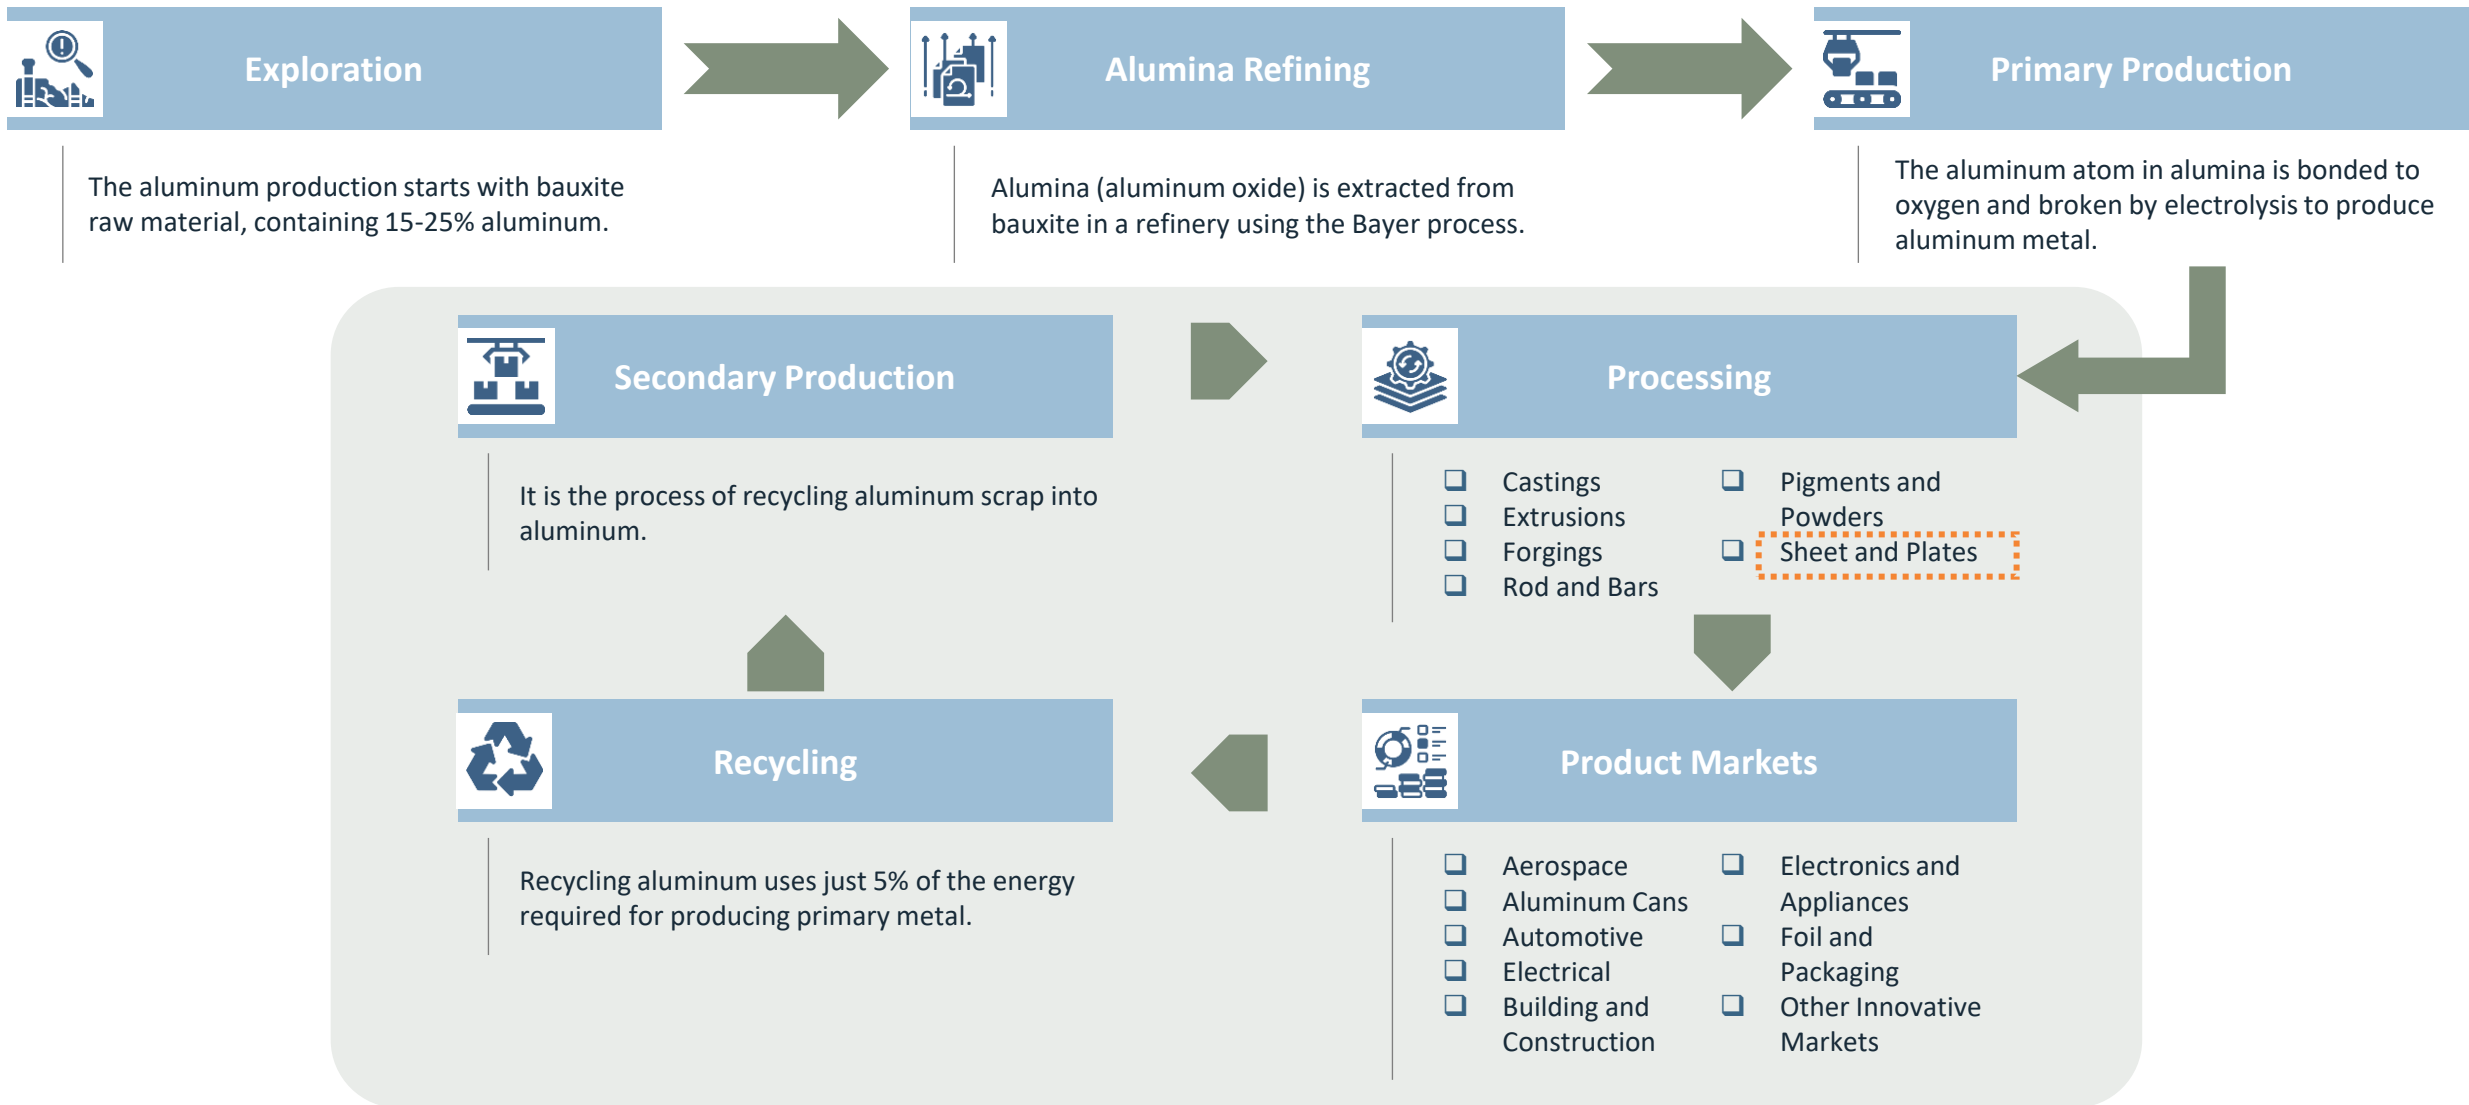 Exploration
The aluminum production starts with bauxite
raw material, containing 15-25% aluminum.
Alumina Refining
Alumina (aluminum oxide) is extracted from
bauxite in a refinery using the Bayer process.
Primary Production
The aluminum atom in alumina is bonded to
oxygen and broken by electrolysis to produce
aluminum metal.
Secondary Production
It is the process of recycling aluminum scrap into
aluminum.
Processing
Castings
Extrusions
Forgings
Rod and Bars
Pigments and
Powders
Sheet and Plates
Recycling
Recycling aluminum uses just 5% of the energy
required for producing primary metal.
Product Markets
Aerospace
Aluminum Cans
Automotive
Electrical
Building and
Construction
Electronics and
Appliances
Foil and
Packaging
Other Innovative
Markets